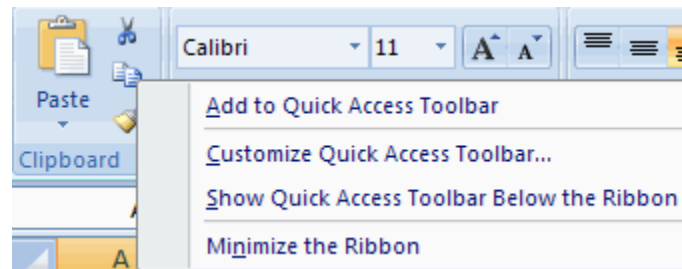 Calibri 11 A A
Paste
Add to Quick Access Toolbar
Clipboard
Customize Quick Access Toolbar...
Show Quick Access Toolbar Below the Ribbon
Minimize the Ribbon
A